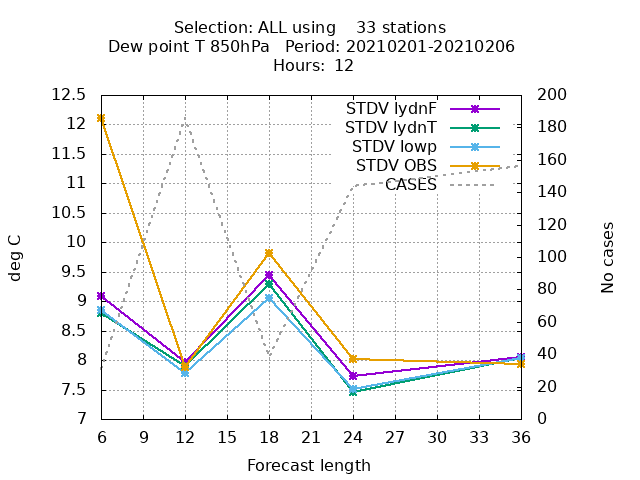 Selection: ALL using    33 stations
Dew point T 850hPa   Period: 20210201-20210206
Hours: 12
STDV IydnF
STDV IydnT
STDV Iowp
STDV OBS
CASES
12.5
12
11.5
11
10.5
10
9.5
9
8.5
8
7.5
7
deg C
200
180
160
140
120
100
80
60
40
20
0
No cases
6 9 12 15 18 21 24 27 30 33 36
Forecast length